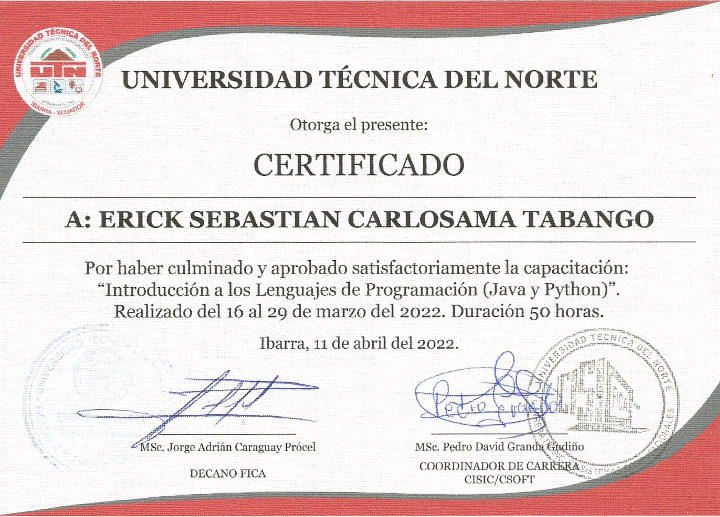 UNIVERSIDAD TÉCNICA DEL NORTE
UTN
IBARRA - ECUADOR
UNIVERSIDAD TÉCNICA DEL NORTE
Otorga el presente:
CERTIFICADO
A: ERICK SEBASTIAN CARLOSAMA TABANGO
Por haber culminado y aprobado satisfactoriamente la capacitación:
“Introducción a los Lenguajes de Programación (Java y Python)”.
Realizado del 16 al 29 de marzo del 2022. Duración 50 horas.
Ibarra, 11 de abril del 2022.
UNIVERSIDAD
UNIVERSIDAD TECNICA DEL NORTE
Pedro
MSc. Jorge Adrián Caraguay Prócel
DECANO FICA
MSc. Pedro David Granda Gudiño
COORDINADOR DE CARRERA
CISIC/CSOFT
SISTEMAS